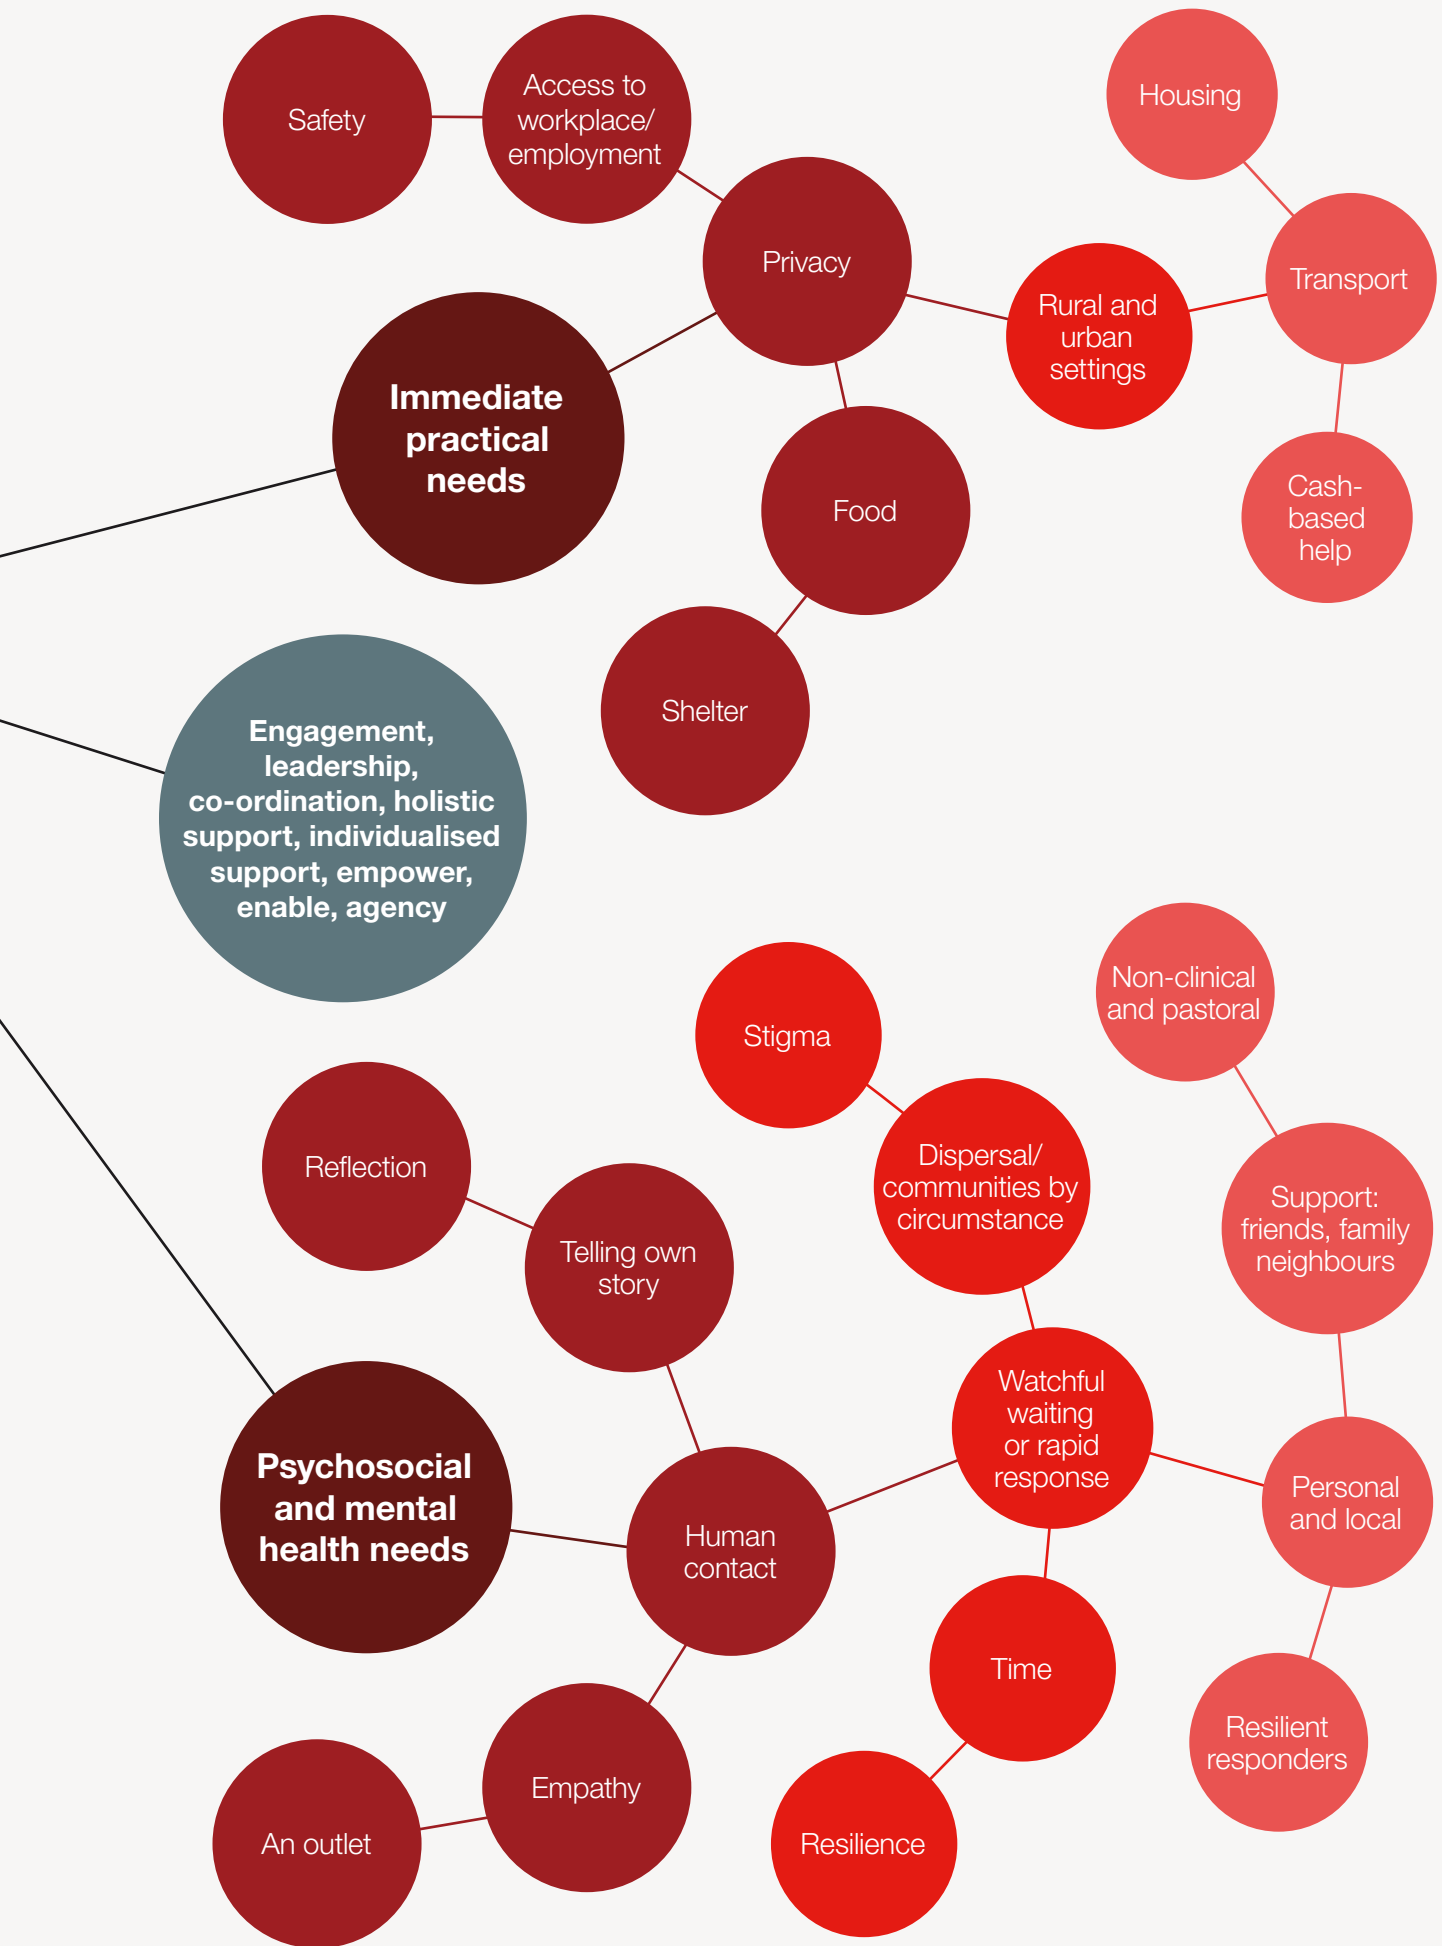 Safety
Access to
workplace/
employment
Privacy
Housing
Rural and
urban
settings
Transport
Cash-
based
help
Immediate
practical
needs
Food
Shelter
Engagement,
leadership,
co-ordination, holistic
support, individualised
support, empower,
enable, agency
Stigma
Dispersal/
communities by
circumstance
Non-clinical
and pastoral
Support:
friends, family
neighbours
Reflection
Telling own
story
Watchful
waiting
or rapid
response
Personal
and local
Psychosocial
and mental
health needs
Human
contact
Time
Resilient
responders
Empathy
An outlet
Resilience